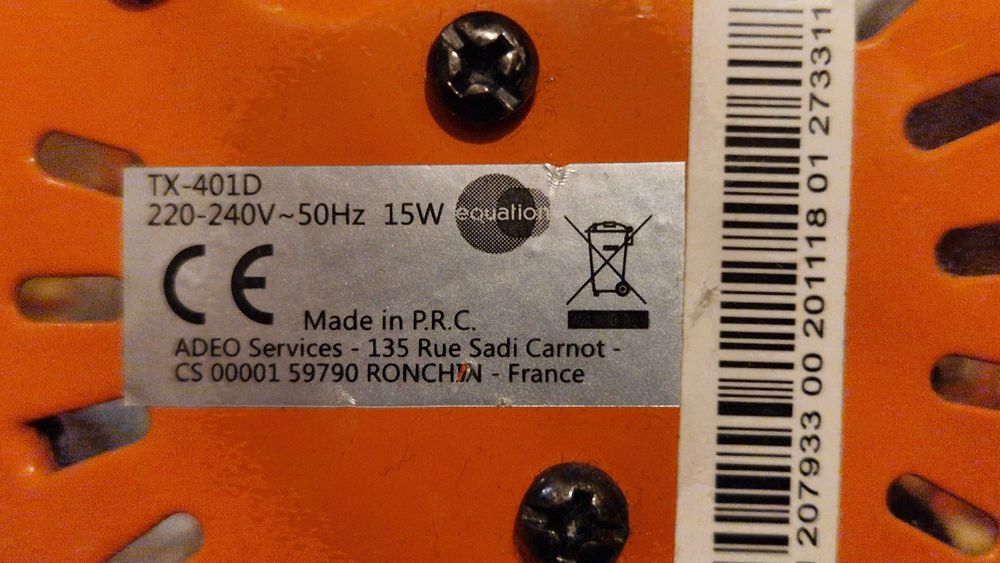 TX-401D
220-240V~50Hz 15W
equation
CE
Made in P.R.C.
ADEO Services - 135 Rue Sadi Carnot -
CS 00001 59790 RONCHIN - France
207933 00 201118 01 273311